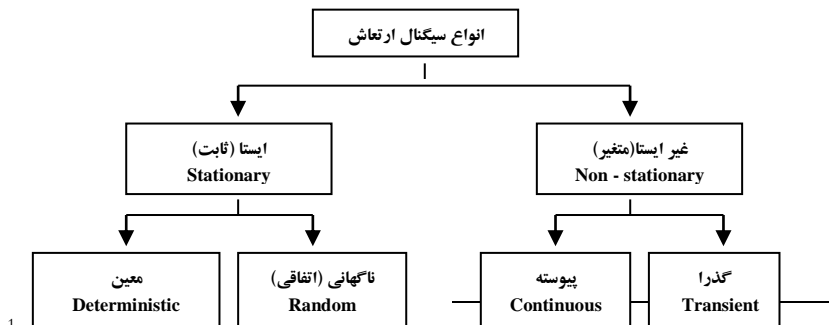 انواع سیگنال ارتعاش
ایستا (ثابت)
Stationary
غیر ایستا(متغیر)
Non - stationary
معین
Deterministic
ناگهانی (اتفاقی)
Random
پیوسته
Continuous
گذرا
Transient
1